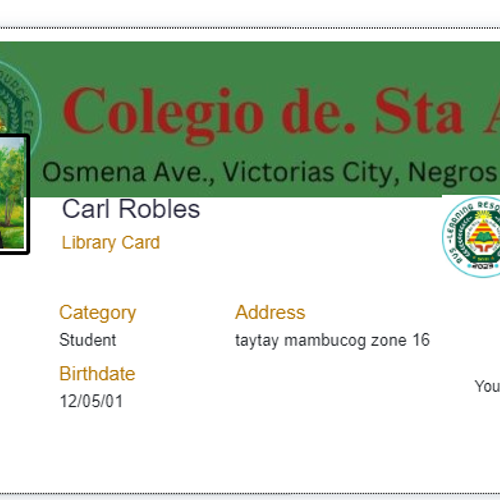 Colegio de. Sta A
Osmena Ave., Victorias City, Negros
Carl Robles
Library Card
Category
Address
Student
taytay mambucog zone 16
Birthdate
12/05/01
You